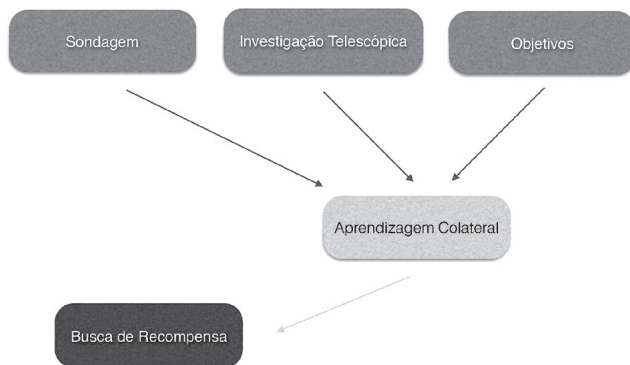 Sondagem
Investigação Telescópica
Objetivos
Aprendizagem Colateral
Busca de Recompensa